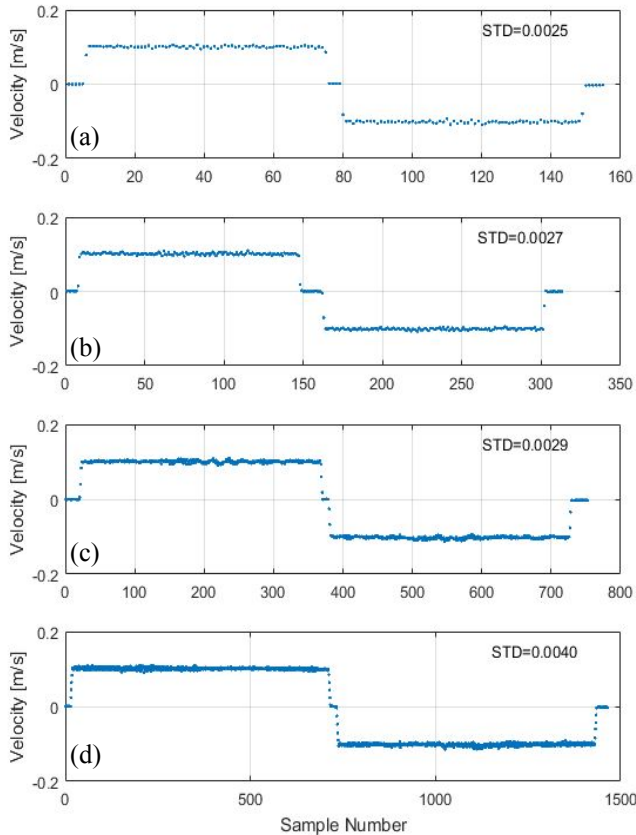 0.2
STD=0.0025
Velocity [m/s]
0
(a)
-0.2
0 20 40 60 80 100 120 140 160
0.2
STD=0.0027
Velocity [m/s]
0
(b)
-0.2
0 50 100 150 200 250 300 350
0.2
STD=0.0029
Velocity [m/s]
0
(c)
-0.2
0 100 200 300 400 500 600 700 800
0.2
STD=0.0040
Velocity [m/s]
0
(d)
-0.2
0 500 1000 1500
Sample Number